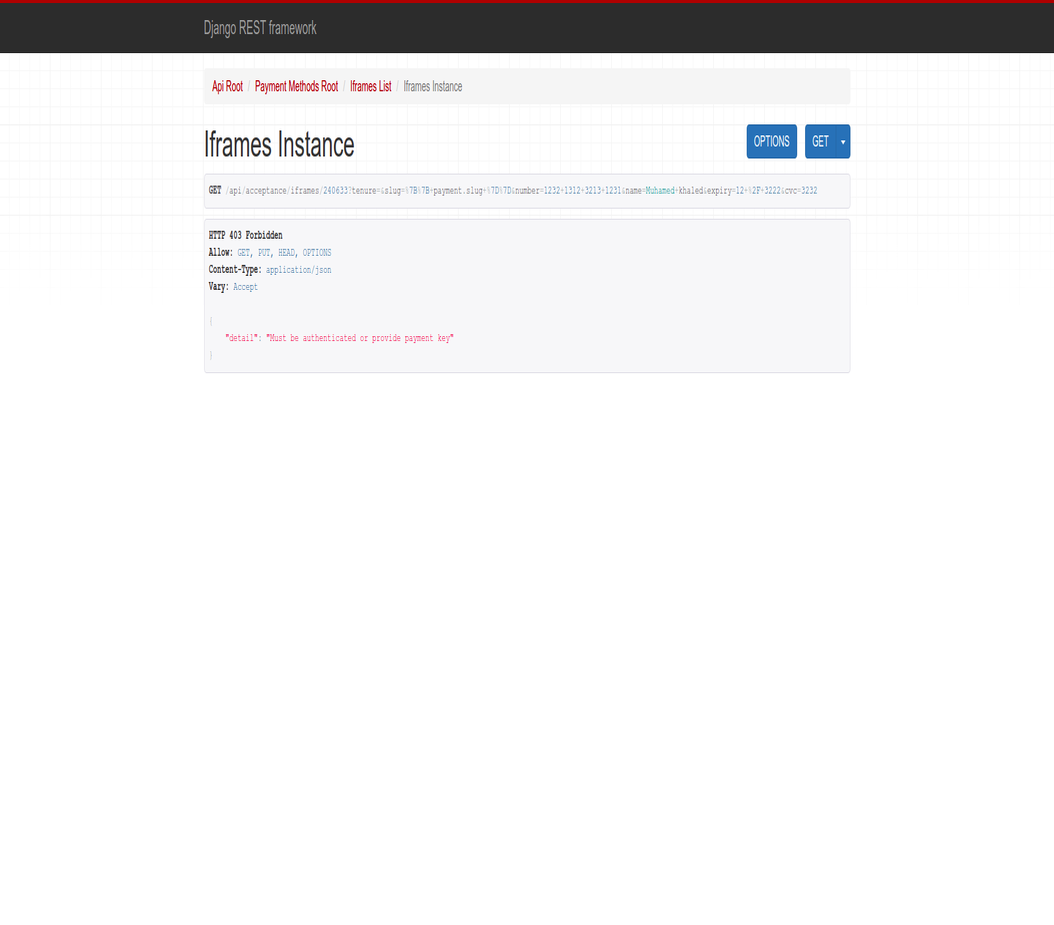 Django REST framework
Api Root / Payment Methods Root / Iframes List / Iframes Instance
Iframes Instance
OPTIONS GET
GET /api/acceptance/iframes/240633?tenure=&slug=%7B%7B+payment.slug+%7D%7D&number=1232+1312+3213+1231&name=Muhamed+khaled&expiry=12+%2F+3222&cvc=3232
HTTP 403 Forbidden
Allow: GET, PUT, HEAD, OPTIONS
Content-Type: application/json
Vary: Accept
{
"detail": "Must be authenticated or provide payment key"
}